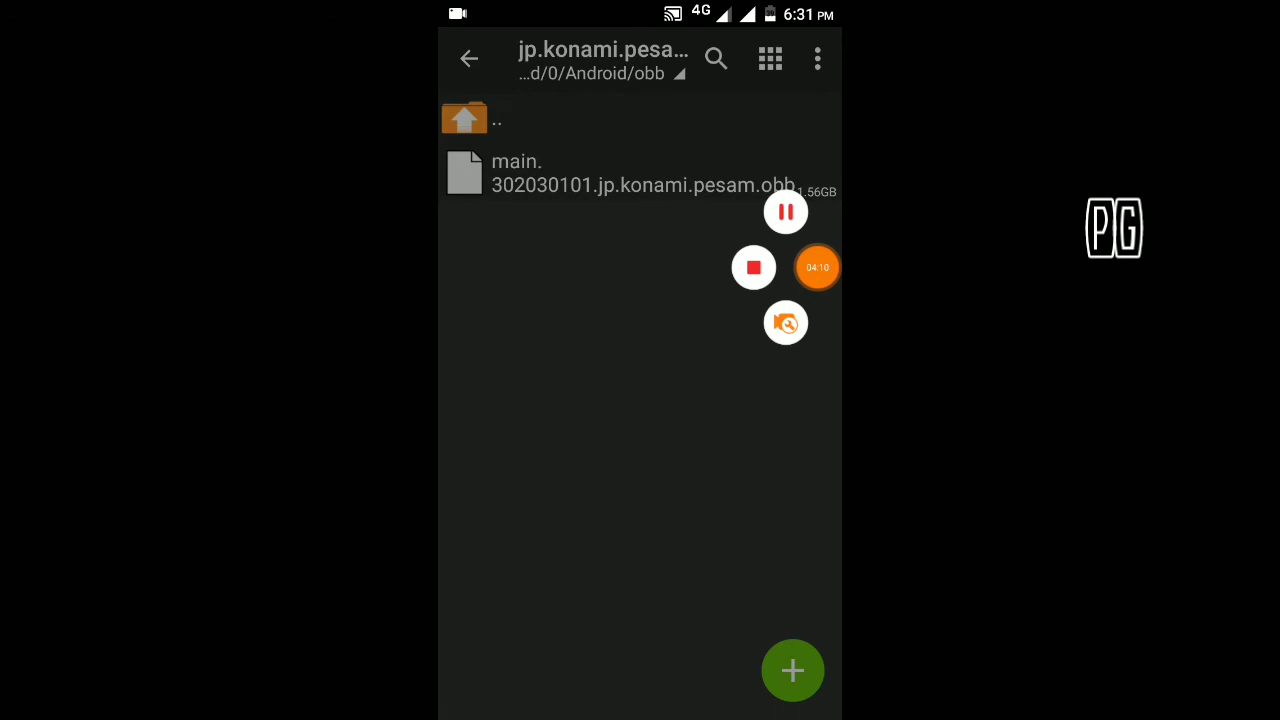 4G
6:31 PM
jp.konami.pesa...
...d/0/Android/obb
..
main.
302030101.jp.konami.pesam.obb
1.56GB
04:10
PG